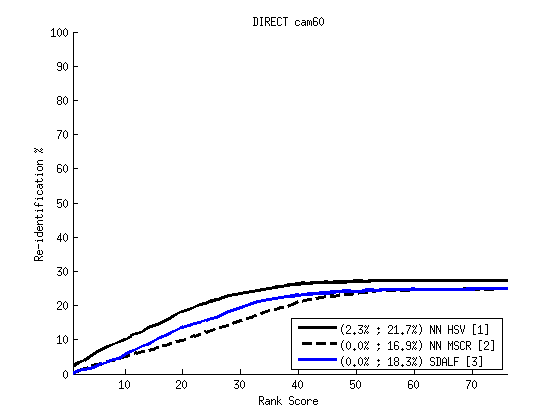 DIRECT cam60
100
90
80
70
60
50
40
30
20
10
0
Re-identification %
10 20 30 40 50 60 70
Rank Score
(2.3% ; 21.7%) NN HSV [1]
(0.0% ; 16.9%) NN MSCR [2]
(0.0% ; 18.3%) SDALF [3]